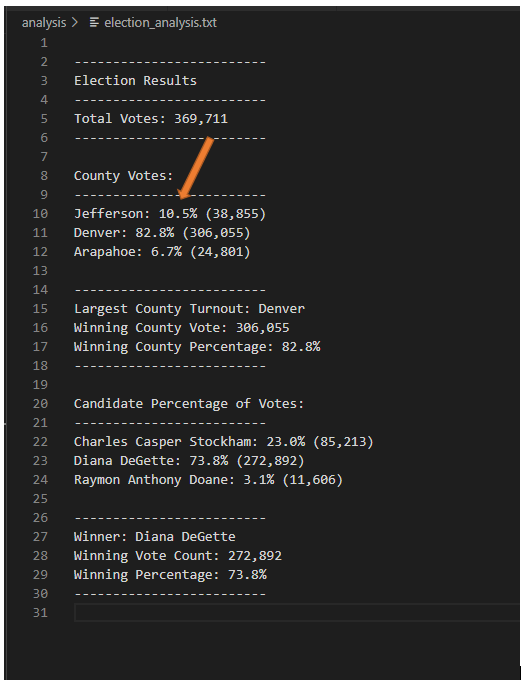 analysis > election_analysis.txt
1
2 -------------------------
3 Election Results
4 -------------------------
5 Total Votes: 369,711
6 -------------------------
7
8 County Votes:
9 -------------------------
10 Jefferson: 10.5% (38,855)
11 Denver: 82.8% (306,055)
12 Arapahoe: 6.7% (24,801)
13
14 -------------------------
15 Largest County Turnout: Denver
16 Winning County Vote: 306,055
17 Winning County Percentage: 82.8%
18 -------------------------
19
20 Candidate Percentage of Votes:
21 -------------------------
22 Charles Casper Stockham: 23.0% (85,213)
23 Diana DeGette: 73.8% (272,892)
24 Raymon Anthony Doane: 3.1% (11,606)
25
26 -------------------------
27 Winner: Diana DeGette
28 Winning Vote Count: 272,892
29 Winning Percentage: 73.8%
30 -------------------------
31